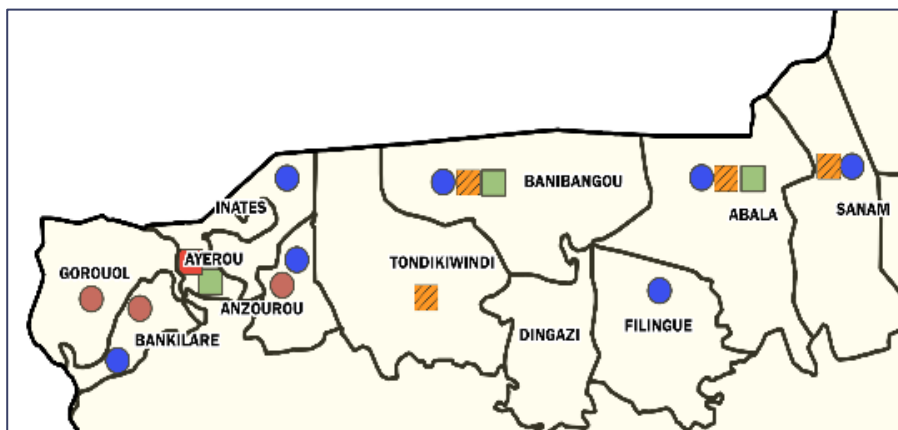 BANIBANGOU
INATES
ABALA
SANAM
AYEROU
TONDIKIWINDI
GOROUOL
ANZOUROU
FILINGUE
DINGAZI
BANKILARE